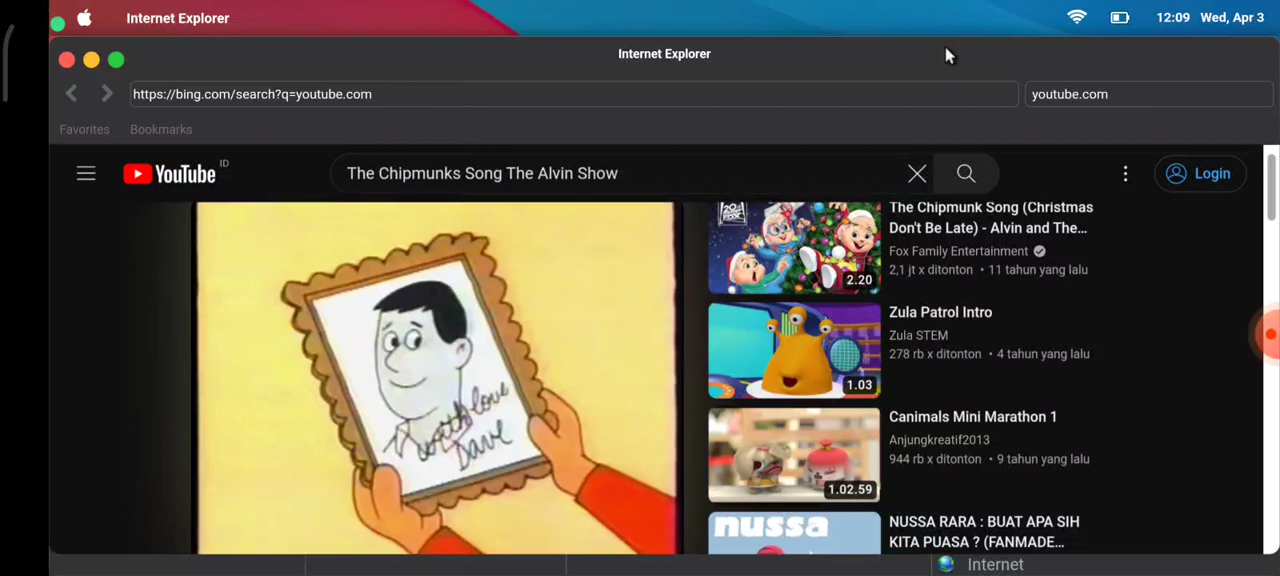 Internet Explorer
12:09 Wed, Apr 3
Internet Explorer
https://bing.com/search?q=youtube.com
youtube.com
Favorites Bookmarks
YouTube ID
The Chipmunks Song The Alvin Show
Login
with love
Dave
2.20
The Chipmunk Song (Christmas
Don't Be Late) - Alvin and The...
Fox Family Entertainment
2,1 jt x ditonton • 11 tahun yang lalu
1.03
Zula Patrol Intro
Zula STEM
278 rb x ditonton • 4 tahun yang lalu
1.02.59
Canimals Mini Marathon 1
Anjungkreatif2013
944 rb x ditonton • 9 tahun yang lalu
nussa
NUSSA RARA : BUAT APA SIH
KITA PUASA ? (FANMADE...
Internet